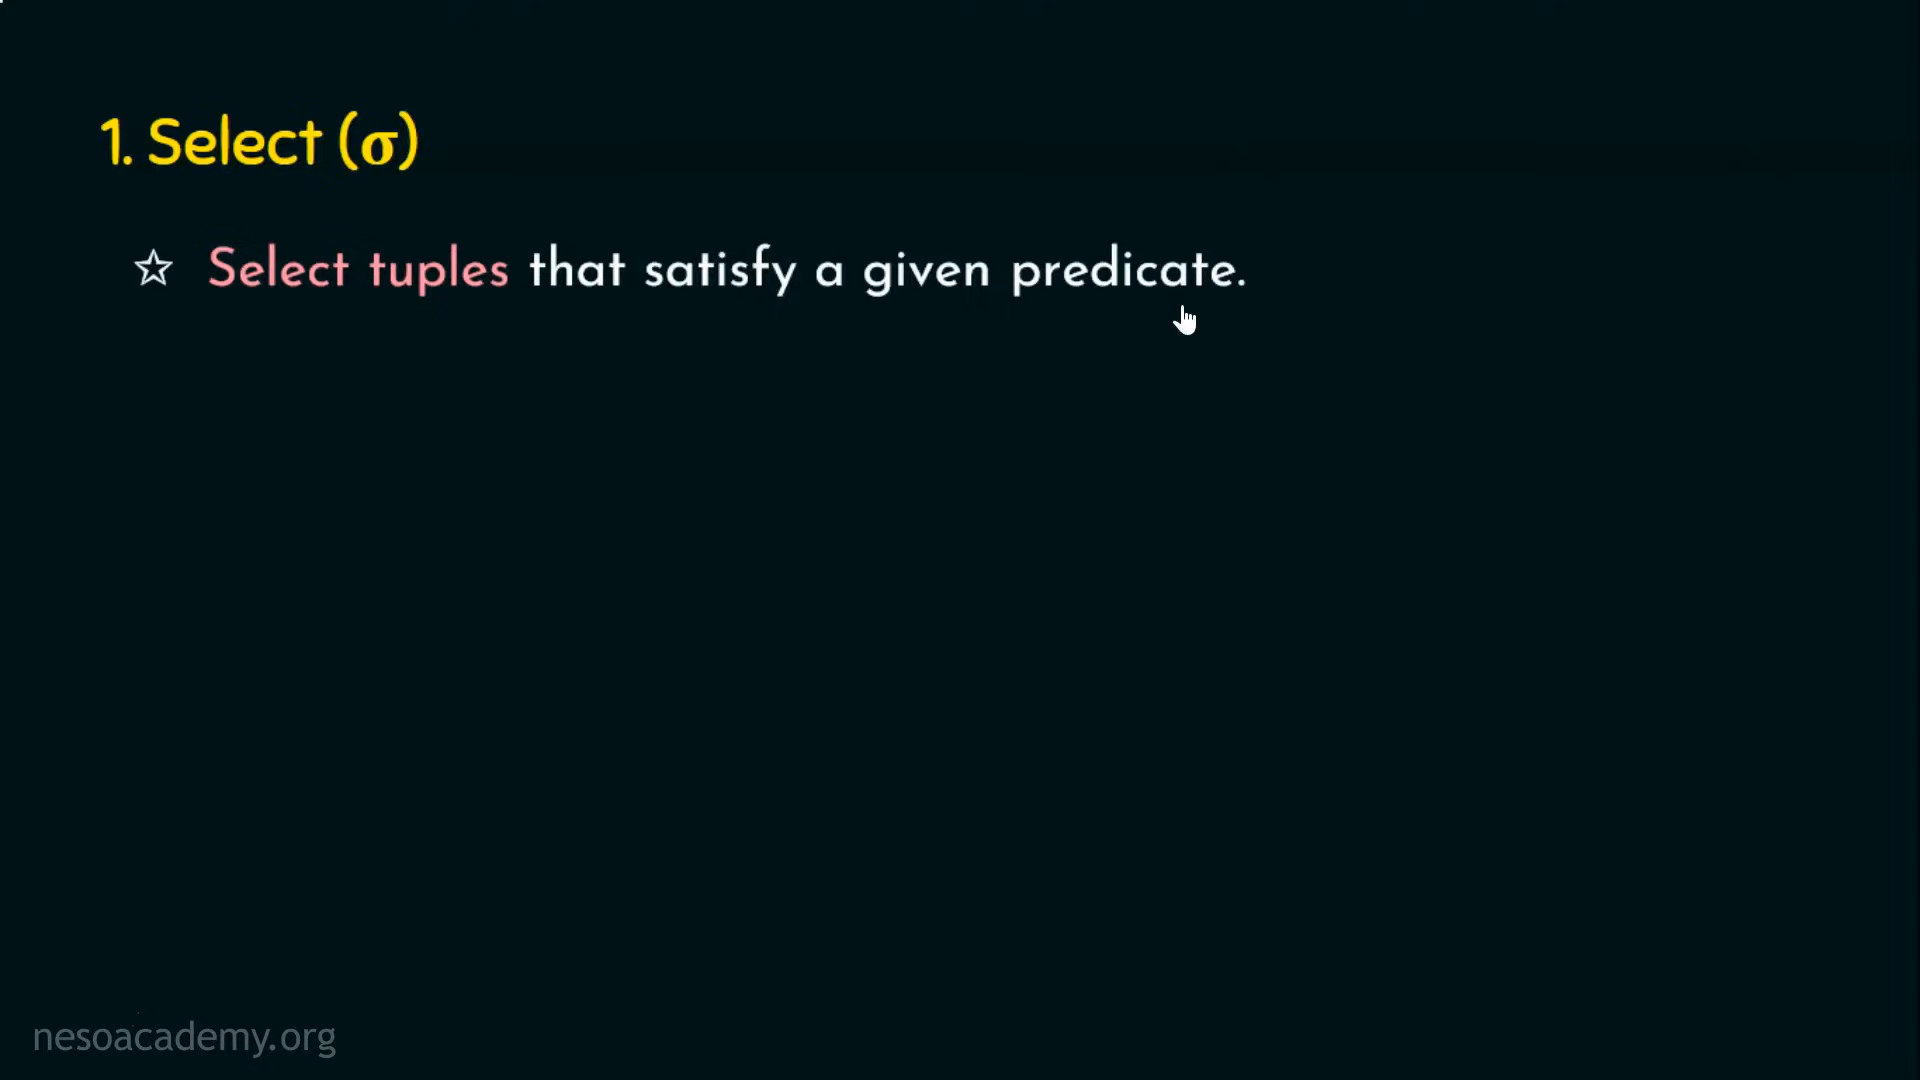 1. Select (σ)
☆ Select tuples that satisfy a given predicate.
nesoacademy.org